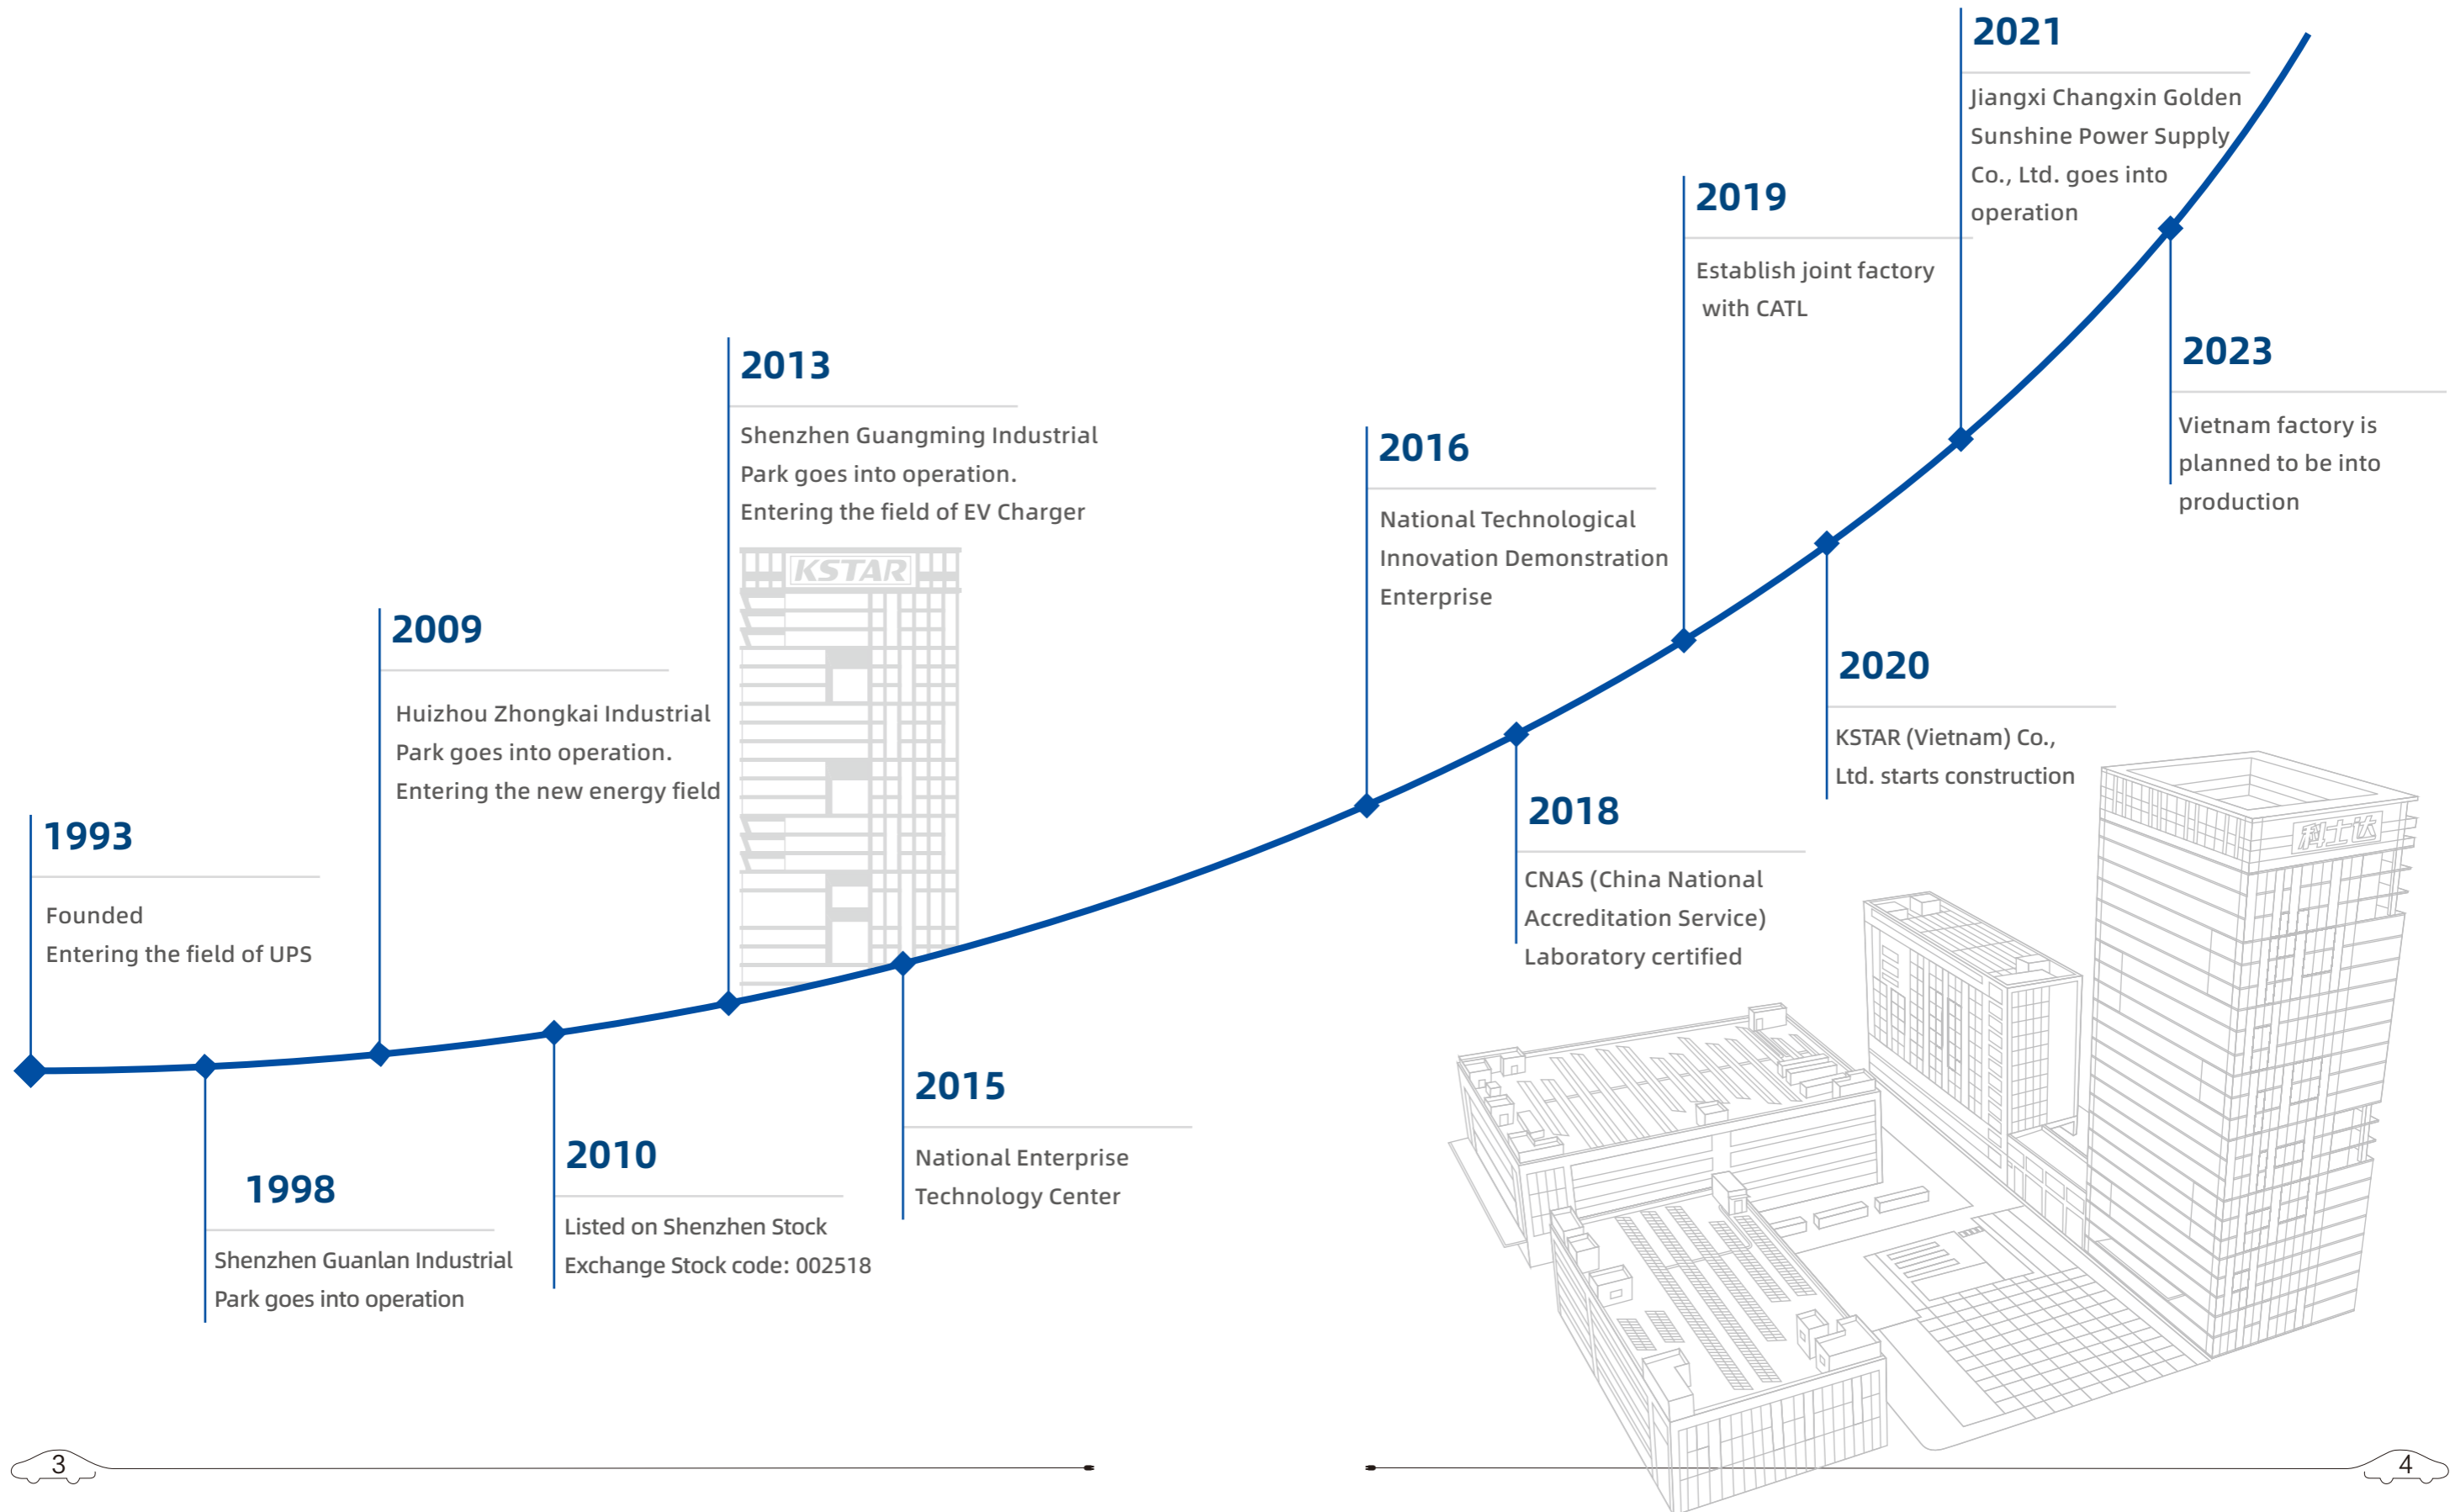 1993
Founded
Entering the field of UPS
1998
Shenzhen Guanlan Industrial
Park goes into operation
2009
Huizhou Zhongkai Industrial
Park goes into operation.
Entering the new energy field
2010
Listed on Shenzhen Stock
Exchange Stock code: 002518
2013
Shenzhen Guangming Industrial
Park goes into operation.
Entering the field of EV Charger
KSTAR
2015
National Enterprise
Technology Center
2016
National Technological
Innovation Demonstration
Enterprise
2018
CNAS (China National
Accreditation Service)
Laboratory certified
2019
Establish joint factory
with CATL
2020
KSTAR (Vietnam) Co.,
Ltd. starts construction
2021
Jiangxi Changxin Golden
Sunshine Power Supply
Co., Ltd. goes into
operation
2023
Vietnam factory is
planned to be into
production
科士达
3
4